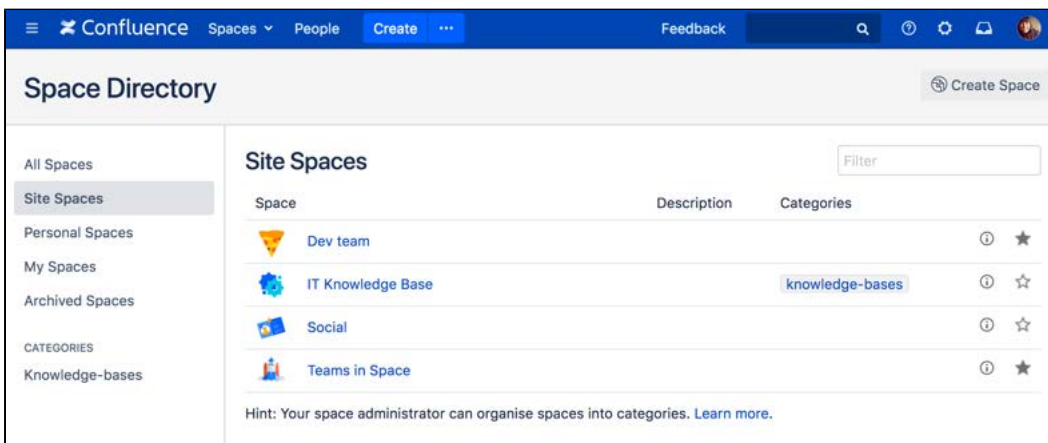 Confluence Spaces People Create ··· Feedback
Space Directory
Create Space
All Spaces
Site Spaces
Personal Spaces
My Spaces
Archived Spaces
CATEGORIES
Knowledge-bases
Site Spaces
Filter
Space Description Categories
Dev team
IT Knowledge Base knowledge-bases
Social
Teams in Space
Hint: Your space administrator can organise spaces into categories. Learn more.